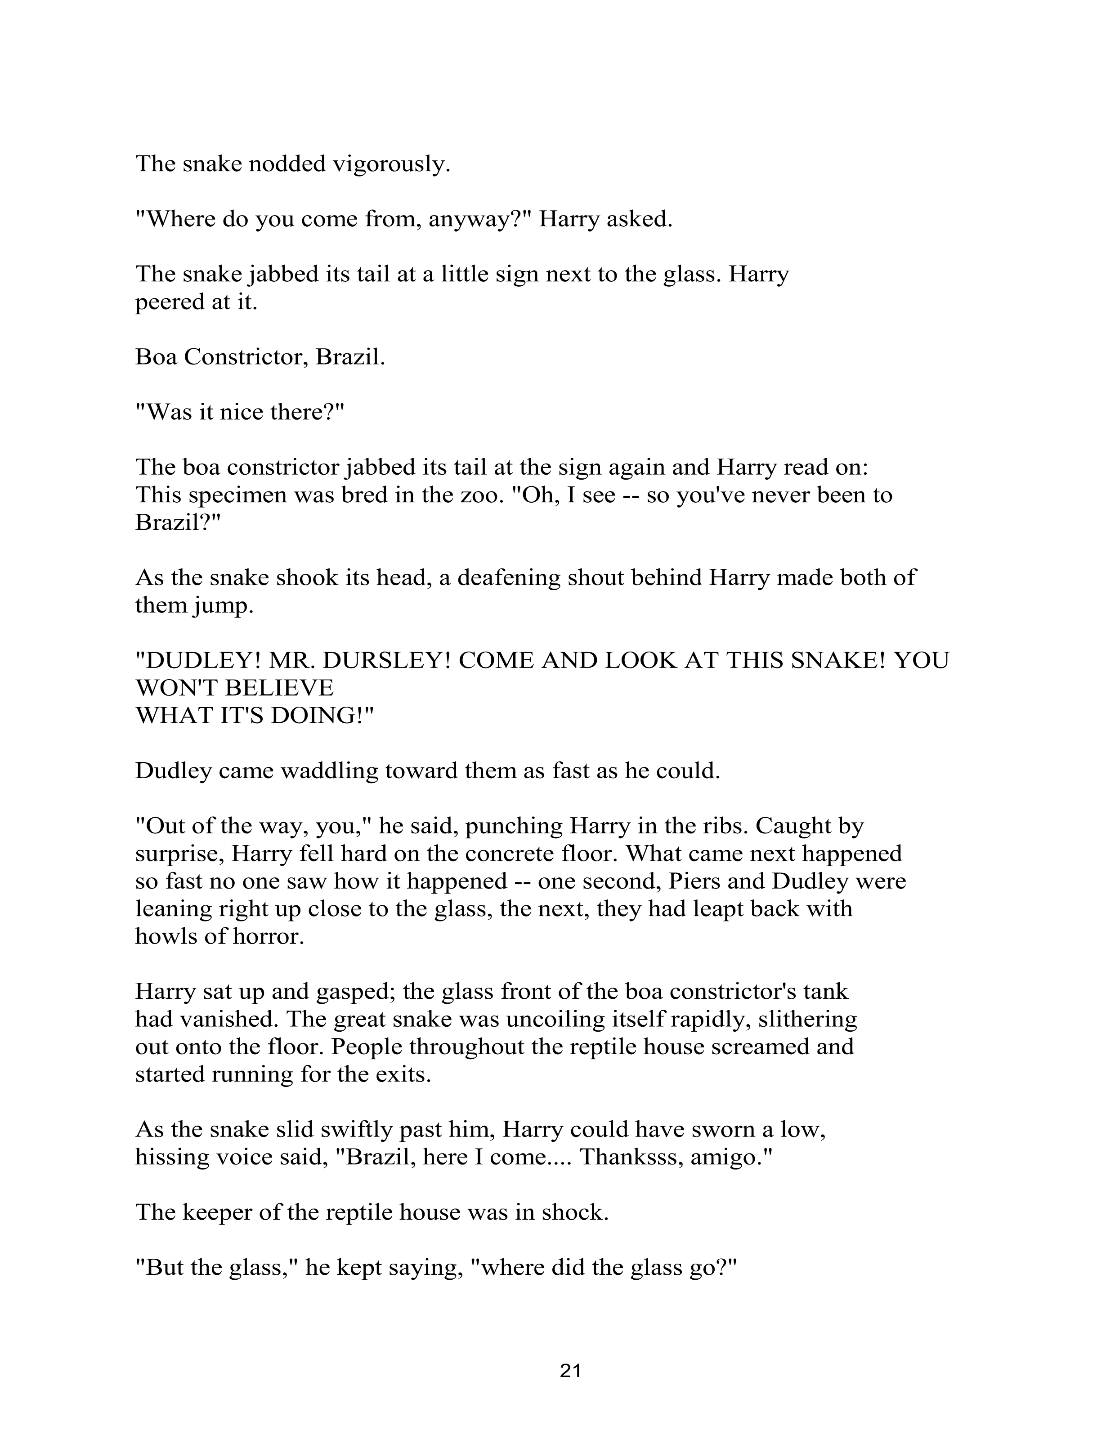 The snake nodded vigorously.
"Where do you come from, anyway?" Harry asked.
The snake jabbed its tail at a little sign next to the glass. Harry
peered at it.
Boa Constrictor, Brazil.
"Was it nice there?"
The boa constrictor jabbed its tail at the sign again and Harry read on:
This specimen was bred in the zoo. "Oh, I see -- so you've never been to
Brazil?"
As the snake shook its head, a deafening shout behind Harry made both of
them jump.
"DUDLEY! MR. DURSLEY! COME AND LOOK AT THIS SNAKE! YOU
WON'T BELIEVE
WHAT IT'S DOING!"
Dudley came waddling toward them as fast as he could.
"Out of the way, you," he said, punching Harry in the ribs. Caught by
surprise, Harry fell hard on the concrete floor. What came next happened
so fast no one saw how it happened -- one second, Piers and Dudley were
leaning right up close to the glass, the next, they had leapt back with
howls of horror.
Harry sat up and gasped; the glass front of the boa constrictor's tank
had vanished. The great snake was uncoiling itself rapidly, slithering
out onto the floor. People throughout the reptile house screamed and
started running for the exits.
As the snake slid swiftly past him, Harry could have sworn a low,
hissing voice said, "Brazil, here I come.... Thanksss, amigo."
The keeper of the reptile house was in shock.
"But the glass," he kept saying, "where did the glass go?"
21